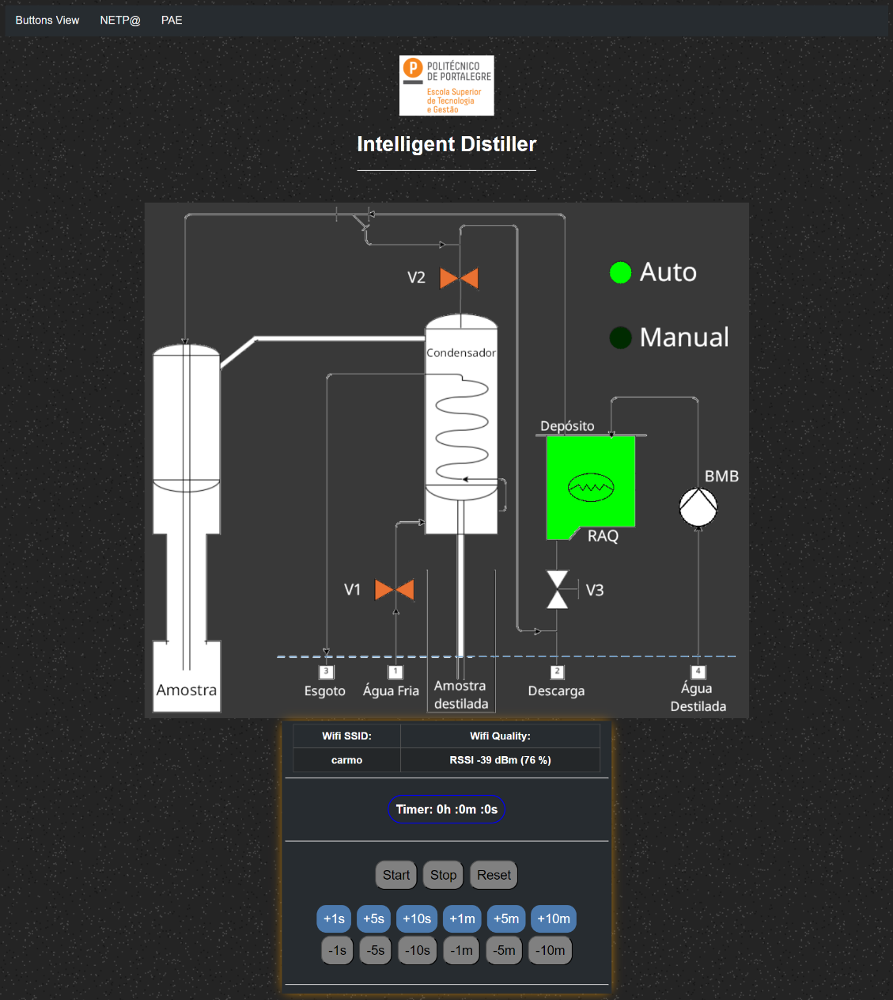 Buttons View NETP@ PAE
P POLITÉCNICO
DE PORTALEGRE
Escola Superior
de Tecnologia
e Gestão
Intelligent Distiller
V2
Auto
Manual
Condensador
Depósito
BMB
RAQ
V1
V3
3 1 2 4
Amostra
Esgoto
Água Fria
Amostra
destilada
Descarga
Água
Destilada
Wifi SSID: Wifi Quality:
carmo RSSI -39 dBm (76 %)
Timer: 0h :0m :0s
Start Stop Reset
+1s +5s +10s +1m +5m +10m
-1s -5s -10s -1m -5m -10m